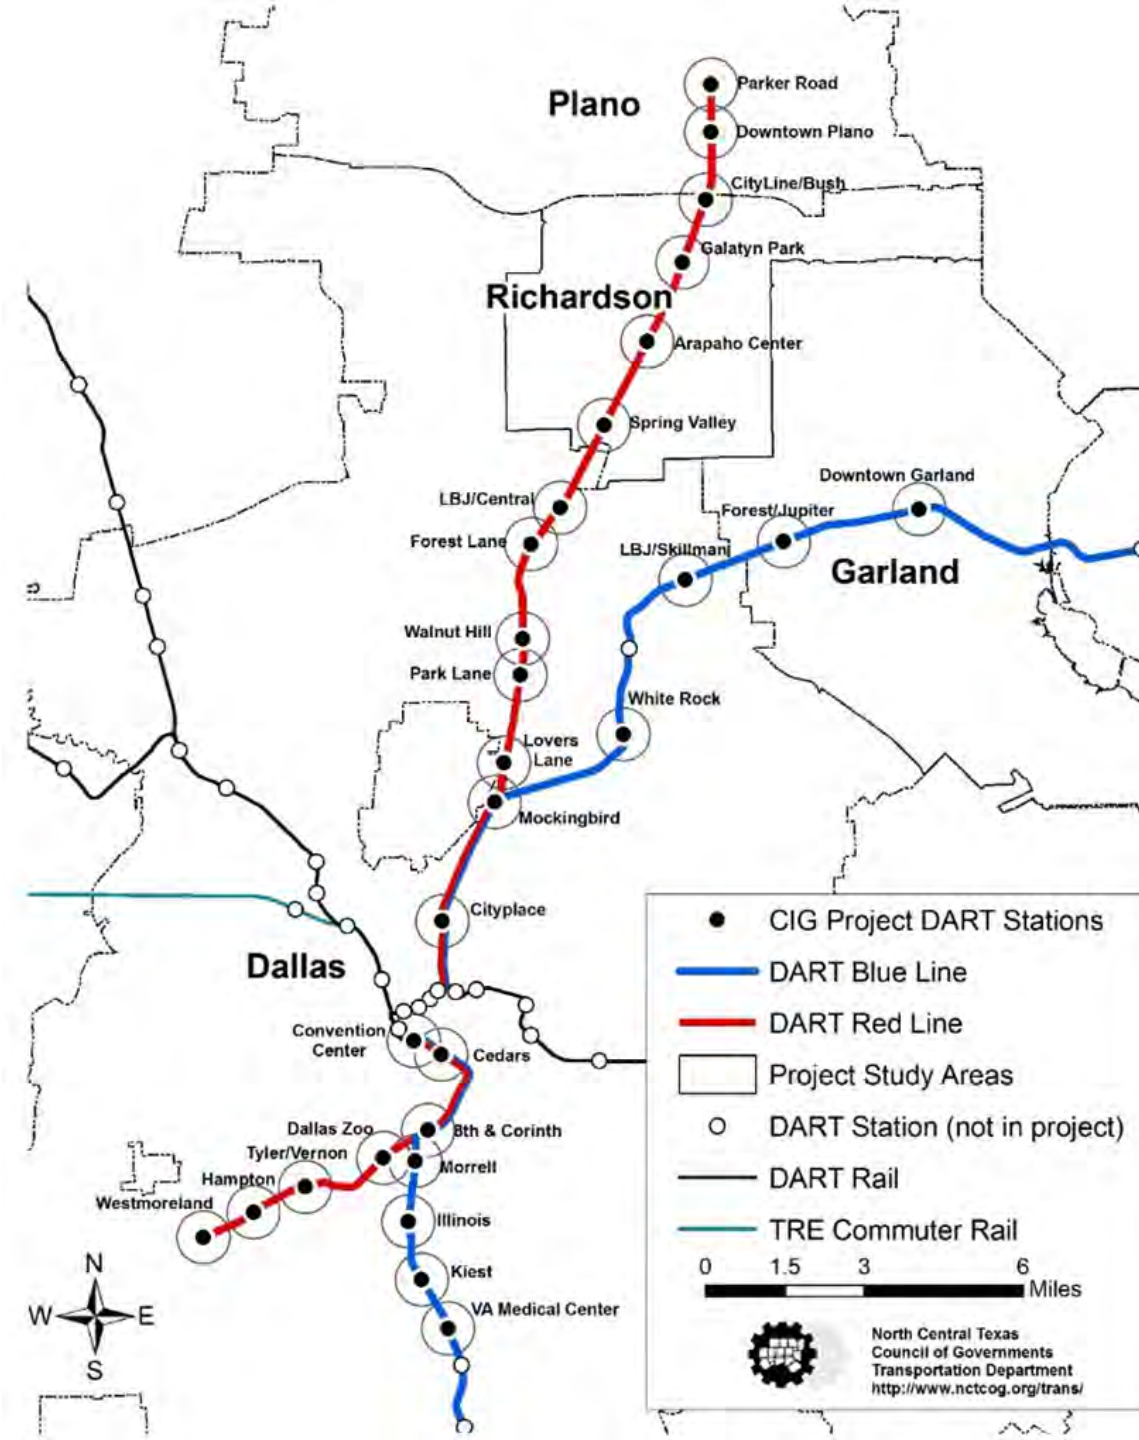 Parker Road
Plano
Downtown Plano
CityLine/Bush
Galatyn Park
Richardson
Arapaho Center
Spring Valley
Downtown Garland
LBJ/Central
Forest/Jupiter
Forest Lane
LBJ/Skillman
Garland
Walnut Hill
Park Lane
White Rock
Lovers
Lane
Mockingbird
Cityplace
Dallas
Convention
Center
Cedars
Dallas Zoo
8th & Corinth
Tyler/Vernon
Morrell
Hampton
Westmoreland
Illinois
Kiest
VA Medical Center
N
W
E
S
CIG Project DART Stations
DART Blue Line
DART Red Line
Project Study Areas
DART Station (not in project)
DART Rail
TRE Commuter Rail
0 1.5 3 6
Miles
North Central Texas
Council of Governments
Transportation Department
http://www.nctcog.org/trans/